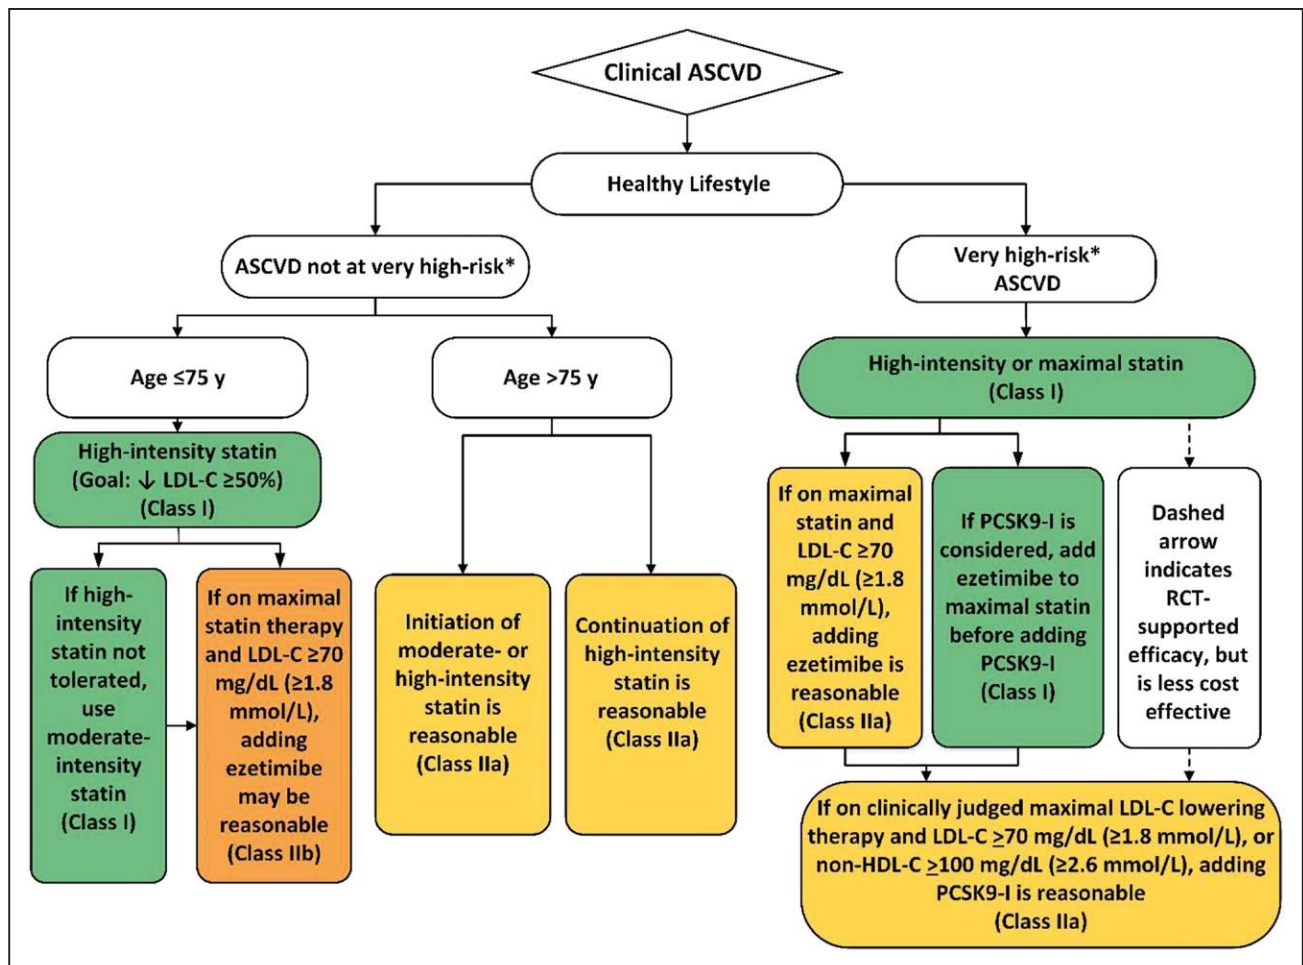 Clinical ASCVD
Healthy Lifestyle
ASCVD not at very high-risk*
Very high-risk*
ASCVD
Age ≤75 y
Age >75 y
High-intensity or maximal statin
(Class I)
High-intensity statin
(Goal: ↓ LDL-C ≥50%)
(Class I)
If high-
intensity
statin not
tolerated,
use
moderate-
intensity
statin
(Class I)
If on maximal
statin therapy
and LDL-C ≥70
mg/dL (≥1.8
mmol/L),
adding
ezetimibe
may be
reasonable
(Class IIb)
Initiation of
moderate- or
high-intensity
statin is
reasonable
(Class IIa)
Continuation of
high-intensity
statin is
reasonable
(Class IIa)
If on maximal
statin and
LDL-C ≥70
mg/dL (≥1.8
mmol/L),
adding
ezetimibe is
reasonable
(Class IIa)
If PCSK9-I is
considered, add
ezetimibe to
maximal statin
before adding
PCSK9-I
(Class I)
Dashed
arrow
indicates
RCT-
supported
efficacy, but
is less cost
effective
If on clinically judged maximal LDL-C lowering
therapy and LDL-C ≥70 mg/dL (≥1.8 mmol/L), or
non-HDL-C ≥100 mg/dL (≥2.6 mmol/L), adding
PCSK9-I is reasonable
(Class IIa)